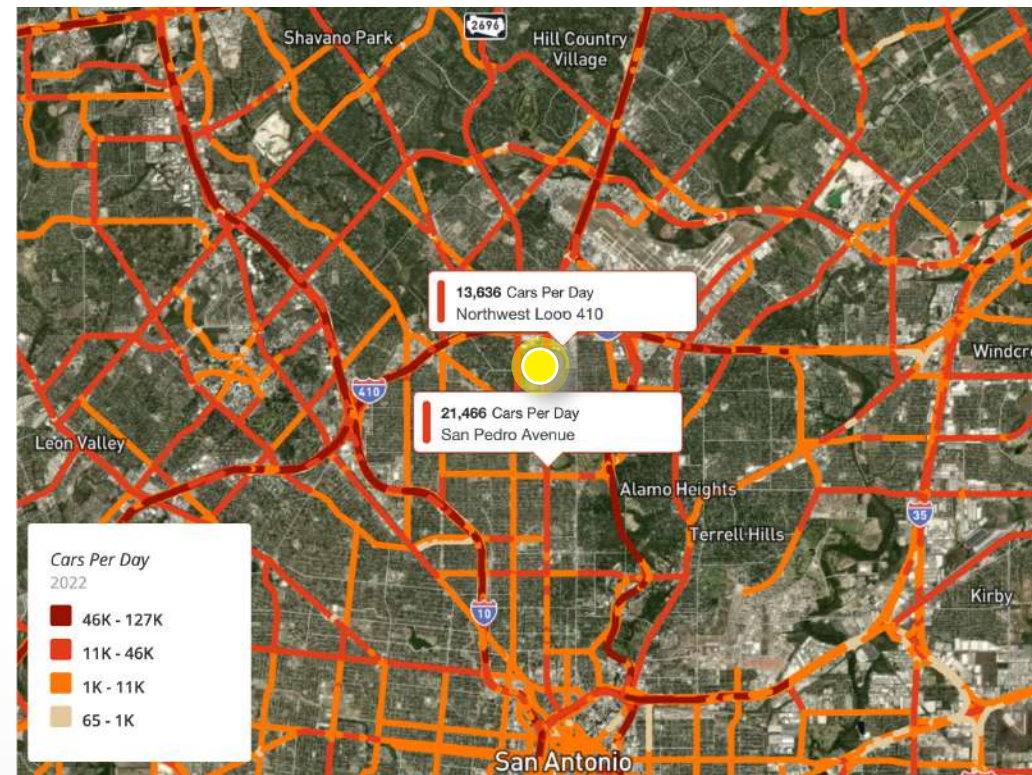 Shavano Park
2696
Hill Country
Village
13,636 Cars Per Day
Northwest Looo 410
Windcr
410
21,466 Cars Per Day
San Pedro Avenue
Leon Valley
Alamo Heights
35
Terrell Hills
Cars Per Day
2022
46K - 127K
11K - 46K
1K - 11K
65 - 1K
10
Kirby
San Antonio